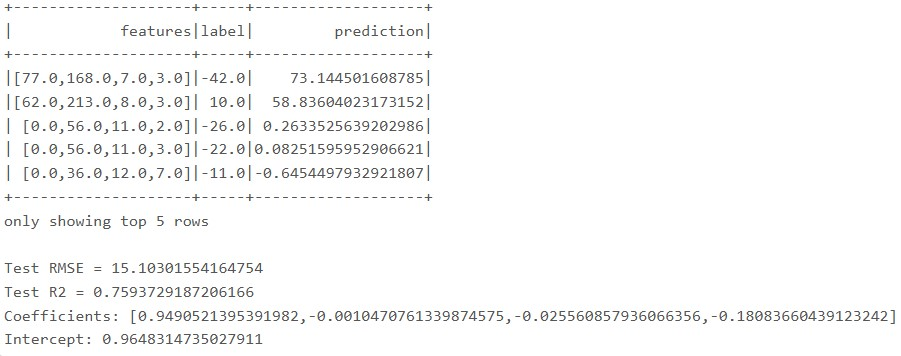 +--------------------+-----+-------------------+
|            features|label|         prediction|
+--------------------+-----+-------------------+
|[77.0,168.0,7.0,3.0]|-42.0|    73.144501608785|
|[62.0,213.0,8.0,3.0]| 10.0|  58.83604023173152|
| [0.0,56.0,11.0,2.0]|-26.0| 0.2633525639202986|
| [0.0,56.0,11.0,3.0]|-22.0|0.08251595952906621|
| [0.0,36.0,12.0,7.0]|-11.0|-0.6454497932921807|
+--------------------+-----+-------------------+
only showing top 5 rows

Test RMSE = 15.10301554164754
Test R2 = 0.7593729187206166
Coefficients: [0.9490521395391982,-0.0010470761339874575,-0.025560857936066356,-0.18083660439123242]
Intercept: 0.9648314735027911